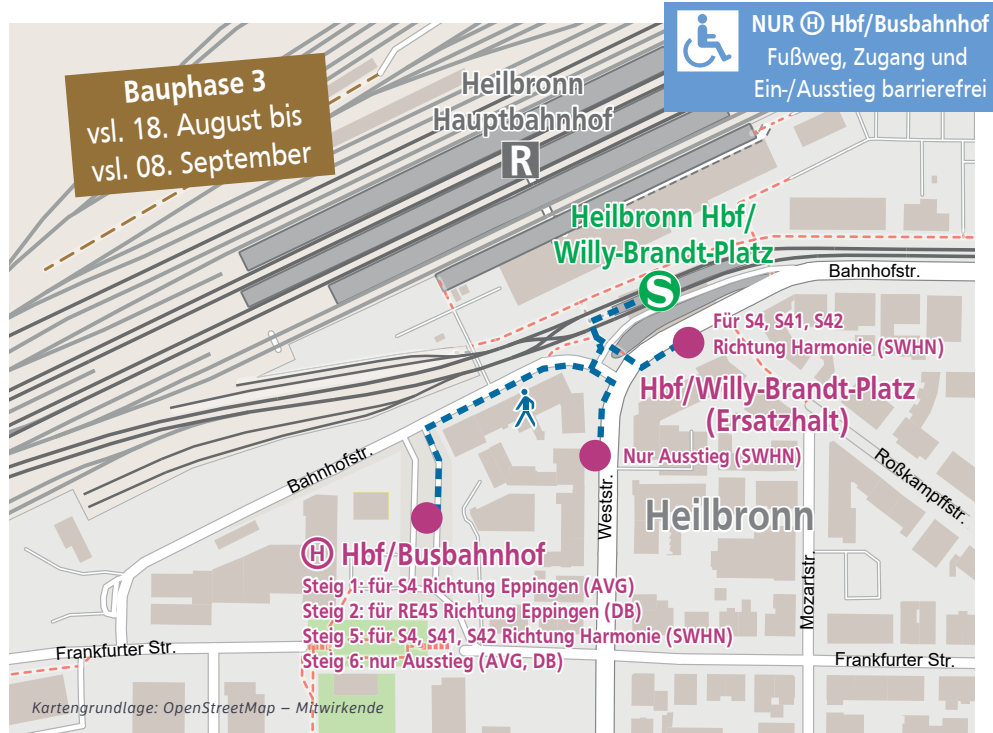 NUR Ⓗ Hbf/Busbahnhof
Fußweg, Zugang und
Ein-/Ausstieg barrierefrei
Bauphase 3
vsl. 18. August bis
vsl. 08. September
Heilbronn
Hauptbahnhof
R
Heilbronn Hbf/
Willy-Brandt-Platz
S
Bahnhofstr.
Für S4, S41, S42
Richtung Harmonie (SWHN)
Hbf/Willy-Brandt-Platz
(Ersatzhalt)
Nur Ausstieg (SWHN)
Bahnhofstr.
Roßkampffstr.
Weststr.
Heilbronn
Mozartstr.
Ⓗ Hbf/Busbahnhof
Steig 1: für S4 Richtung Eppingen (AVG)
Steig 2: für RE45 Richtung Eppingen (DB)
Steig 5: für S4, S41, S42 Richtung Harmonie (SWHN)
Steig 6: nur Ausstieg (AVG, DB)
Frankfurter Str.
Frankfurter Str.
Kartengrundlage: OpenStreetMap – Mitwirkende